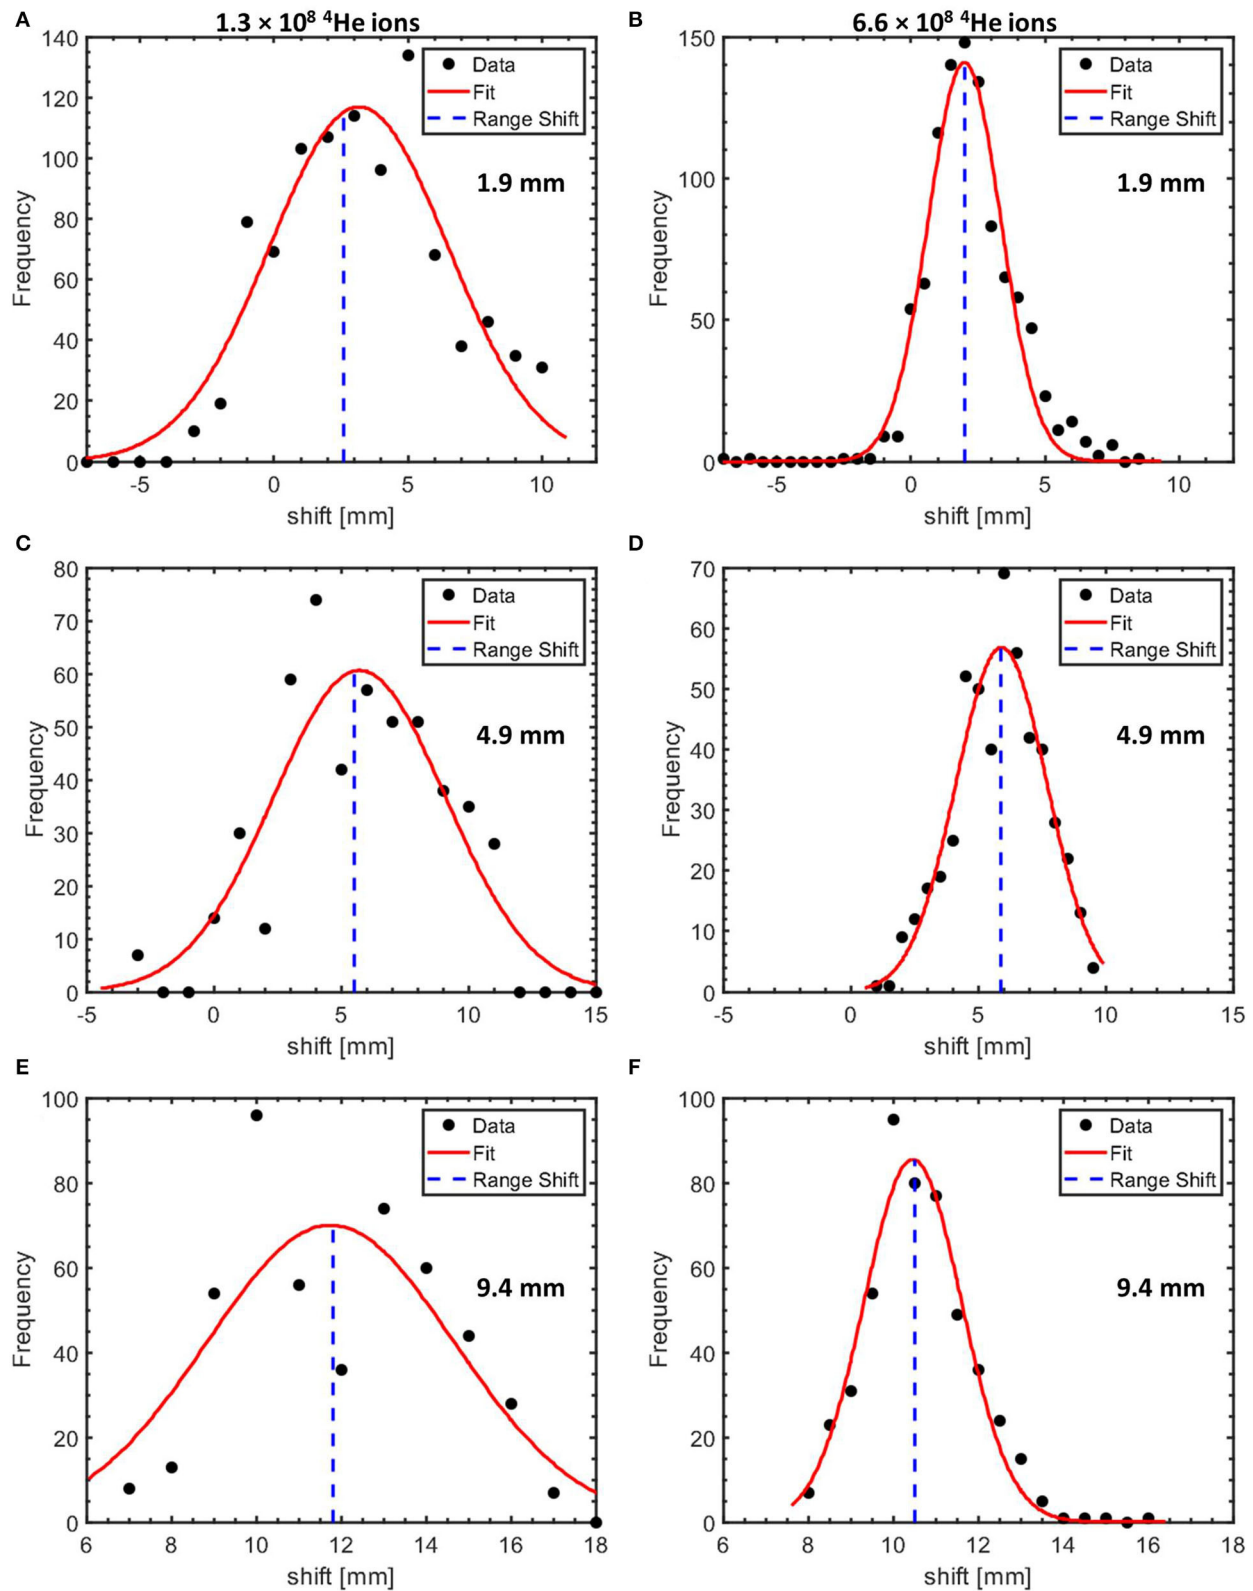 A
1.3 × 10⁸ ⁴He ions
B
6.6 × 10⁸ ⁴He ions
140
120
100
80
60
40
20
0
-5
0
5
10
Frequency
shift [mm]
Data
Fit
Range Shift
1.9 mm
150
100
50
0
-5
0
5
10
Frequency
shift [mm]
Data
Fit
Range Shift
1.9 mm
C
80
70
60
50
40
30
20
10
0
-5
0
5
10
15
Frequency
shift [mm]
Data
Fit
Range Shift
4.9 mm
D
70
60
50
40
30
20
10
0
-5
0
5
10
15
Frequency
shift [mm]
Data
Fit
Range Shift
4.9 mm
E
100
80
60
40
20
0
6
8
10
12
14
16
18
Frequency
shift [mm]
Data
Fit
Range Shift
9.4 mm
F
100
80
60
40
20
0
6
8
10
12
14
16
18
Frequency
shift [mm]
Data
Fit
Range Shift
9.4 mm